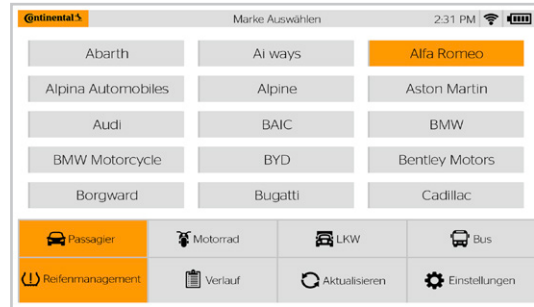 Continental Marke Auswählen 2:31 PM
Abarth Ai ways Alfa Romeo
Alpina Automobiles Alpine Aston Martin
Audi BAIC BMW
BMW Motorcycle BYD Bentley Motors
Borgward Bugatti Cadillac
Passagier Motorrad LKW Bus
Reifenmanagement Verlauf Aktualisieren Einstellungen